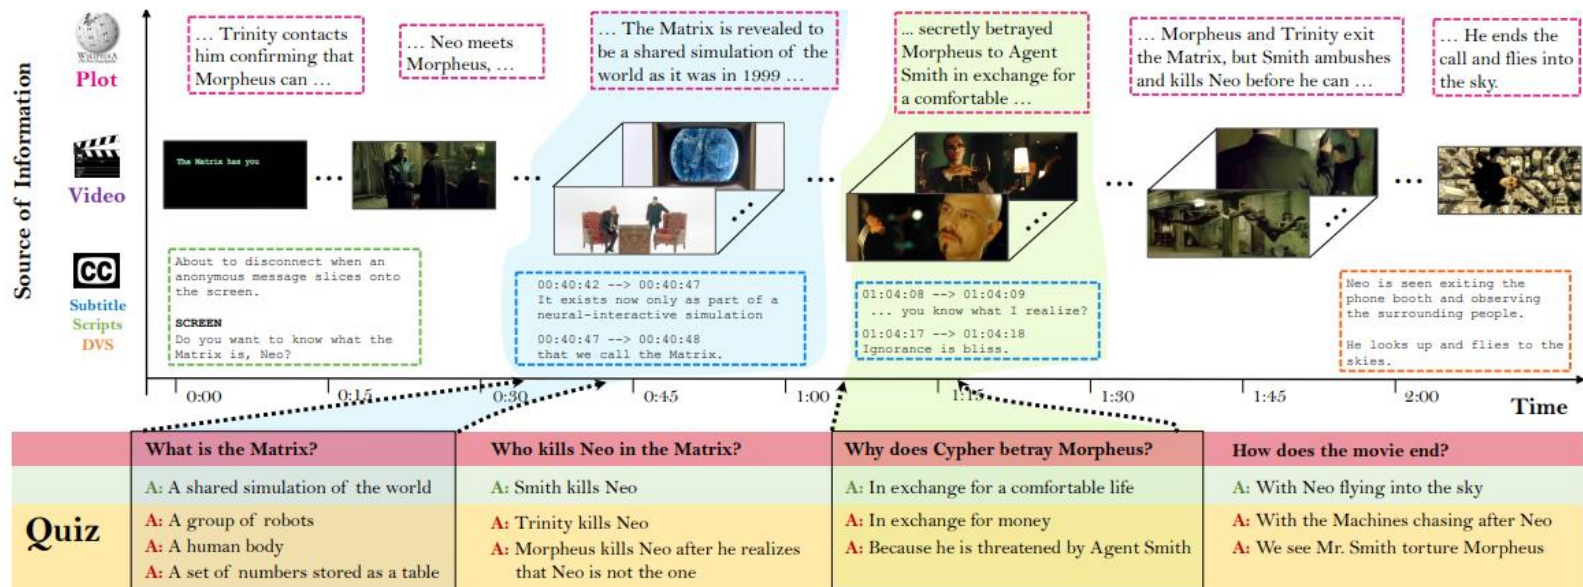 Source of Information
WIKIPEDIA
The Free Encyclopedia
Plot
... Trinity contacts
him confirming that
Morpheus can ...
... Neo meets
Morpheus, ...
... The Matrix is revealed to
be a shared simulation of the
world as it was in 1999 ...
... secretly betrayed
Morpheus to Agent
Smith in exchange for
a comfortable ...
... Morpheus and Trinity exit
the Matrix, but Smith ambushes
and kills Neo before he can ...
... He ends the
call and flies into
the sky.
Video
The Matrix has you
...
...
...
...
...
CC
Subtitle
Scripts
DVS
About to disconnect when an
anonymous message slices onto
the screen.
SCREEN
Do you want to know what the
Matrix is, Neo?
00:40:42 --> 00:40:47
It exists now only as part of a
neural-interactive simulation
00:40:47 --> 00:40:48
that we call the Matrix.
01:04:08 --> 01:04:09
... you know what I realize?
01:04:17 --> 01:04:18
Ignorance is bliss.
Neo is seen exiting the
phone booth and observing
the surrounding people.
He looks up and flies to the
skies.
0:00 0:15 0:30 0:45 1:00 1:15 1:30 1:45 2:00
Time
Quiz
What is the Matrix?
A: A shared simulation of the world
A: A group of robots
A: A human body
A: A set of numbers stored as a table
Who kills Neo in the Matrix?
A: Smith kills Neo
A: Trinity kills Neo
A: Morpheus kills Neo after he realizes
that Neo is not the one
Why does Cypher betray Morpheus?
A: In exchange for a comfortable life
A: In exchange for money
A: Because he is threatened by Agent Smith
How does the movie end?
A: With Neo flying into the sky
A: With the Machines chasing after Neo
A: We see Mr. Smith torture Morpheus